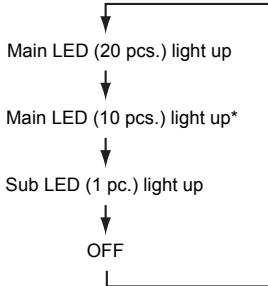 Main LED (20 pcs.) light up
Main LED (10 pcs.) light up*
Sub LED (1 pc.) light up
OFF